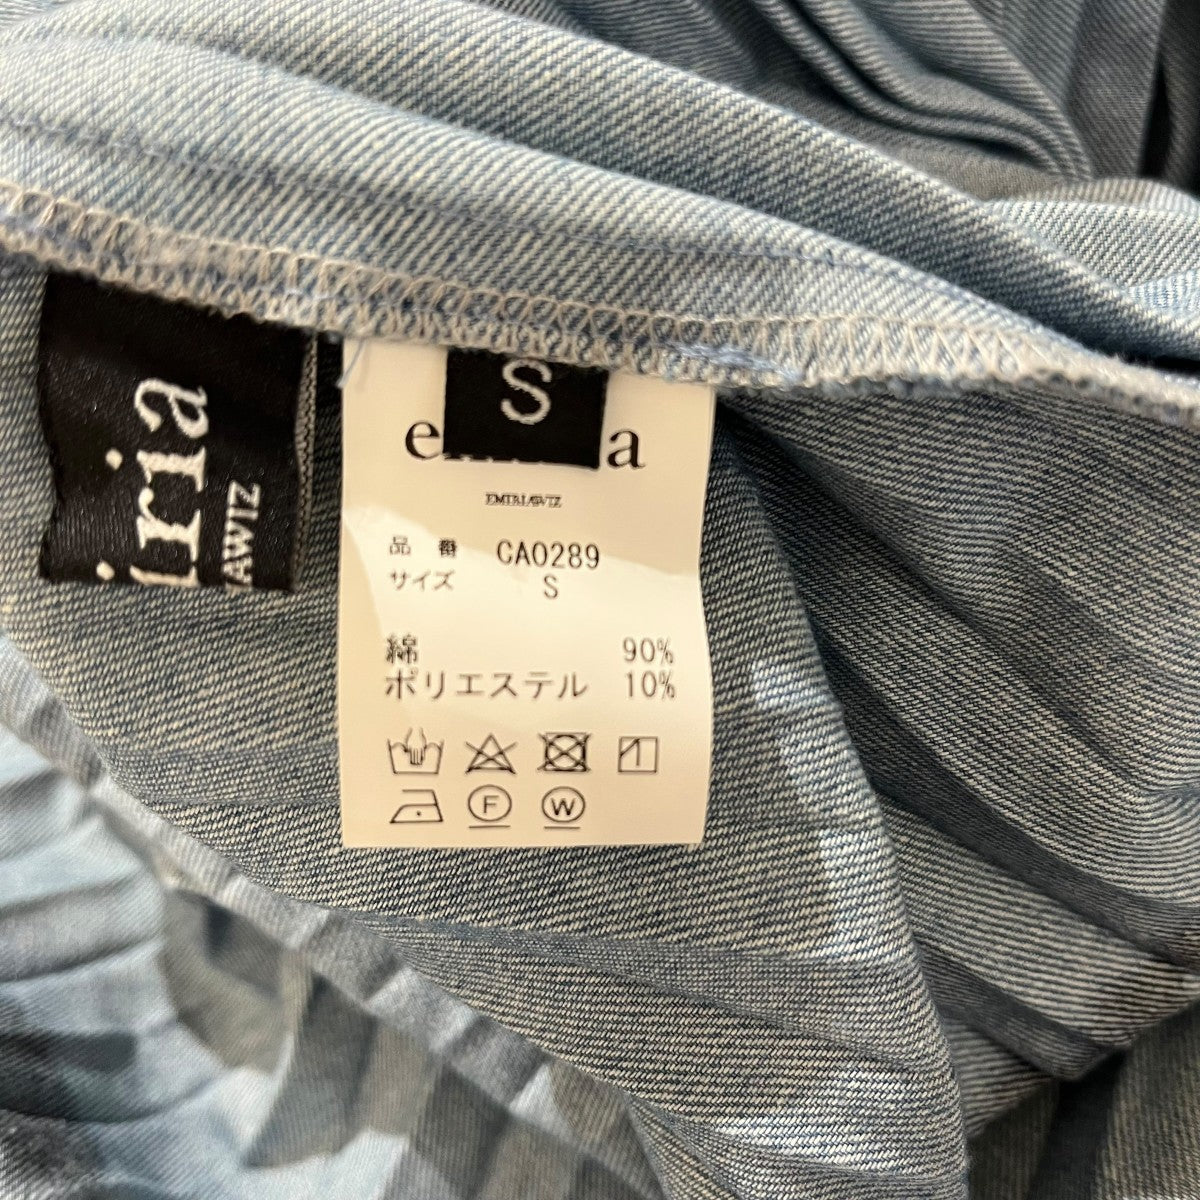 iria
AWIZ
S
e a
EMIRIAWIZ
品番 CA0289
サイズ S
綿 90%
ポリエステル 10%
F W